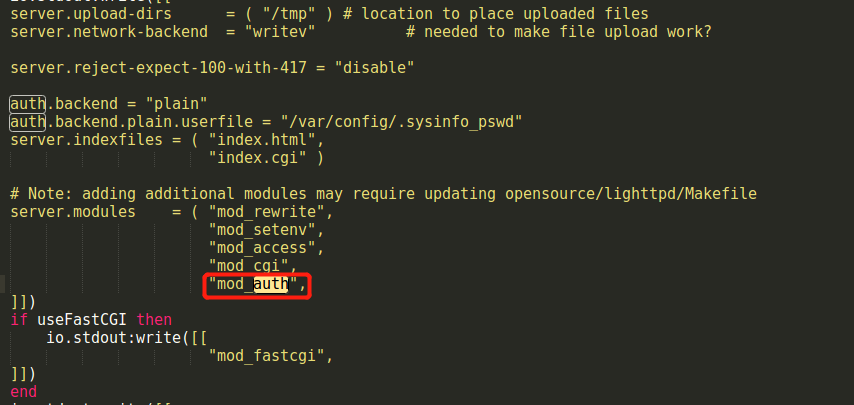 server.upload-dirs      = ( "/tmp" ) # location to place uploaded files
server.network-backend  = "writev"          # needed to make file upload work?
server.reject-expect-100-with-417 = "disable"
auth.backend = "plain"
auth.backend.plain.userfile = "/var/config/.sysinfo_pswd"
server.indexfiles = ( "index.html",
                      "index.cgi" )
# Note: adding additional modules may require updating opensource/lighttpd/Makefile
server.modules    = ( "mod_rewrite",
                      "mod_setenv",
                      "mod_access",
                      "mod_cgi",
                      "mod_auth",
]])
if useFastCGI then
    io.stdout:write([[
                      "mod_fastcgi",
]])
end